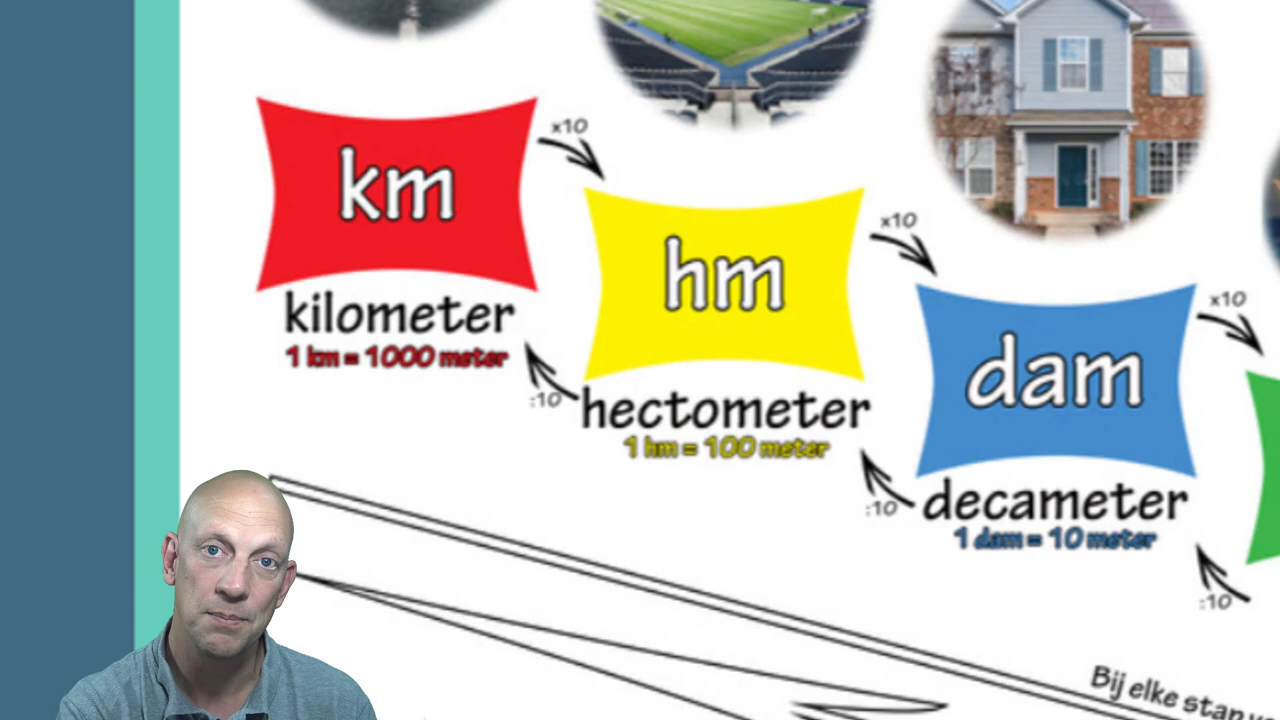 km
x10
kilometer
1 km = 1000 meter
:10
hm
x10
hectometer
1 hm = 100 meter
:10
dam
x10
decameter
1 dam = 10 meter
:10
Bij elke stap